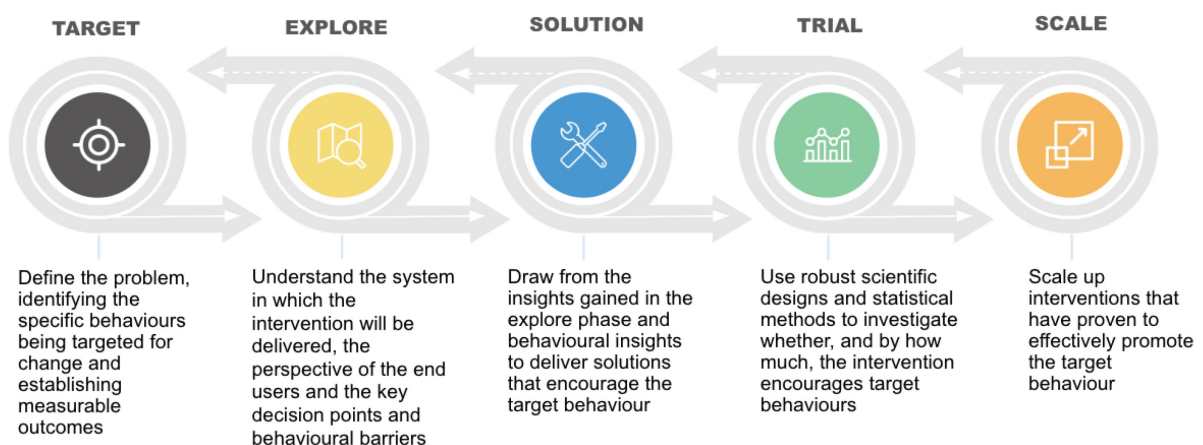 TARGET
EXPLORE
SOLUTION
TRIAL
SCALE
Define the problem,
identifying the
specific behaviours
being targeted for
change and
establishing
measurable
outcomes
Understand the system
in which the
intervention will be
delivered, the
perspective of the end
users and the key
decision points and
behavioural barriers
Draw from the
insights gained in the
explore phase and
behavioural insights
to deliver solutions
that encourage the
target behaviour
Use robust scientific
designs and statistical
methods to investigate
whether, and by how
much, the intervention
encourages target
behaviours
Scale up
interventions that
have proven to
effectively promote
the target
behaviour